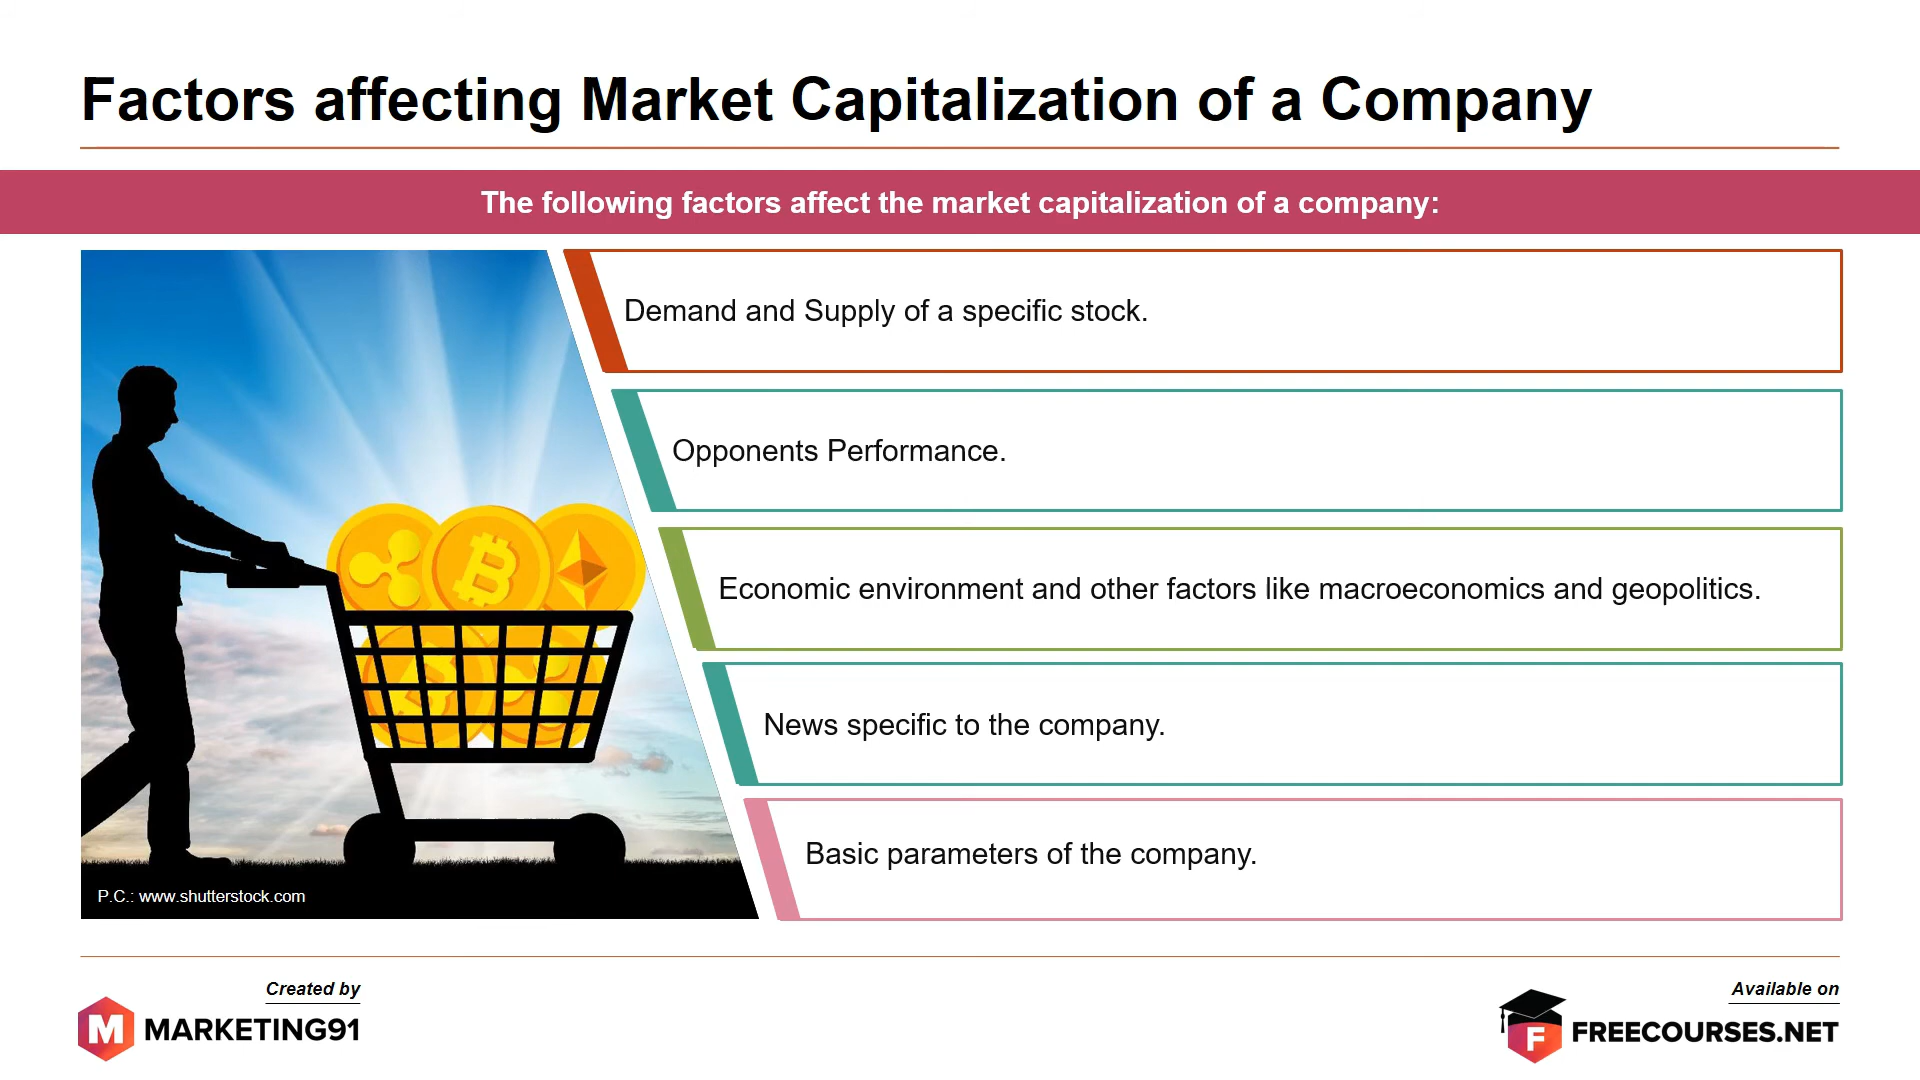 Factors affecting Market Capitalization of a Company
The following factors affect the market capitalization of a company:
Demand and Supply of a specific stock.
Opponents Performance.
Economic environment and other factors like macroeconomics and geopolitics.
News specific to the company.
Basic parameters of the company.
P.C.: www.shutterstock.com
Created by
M MARKETING91
Available on
F FREECOURSES.NET